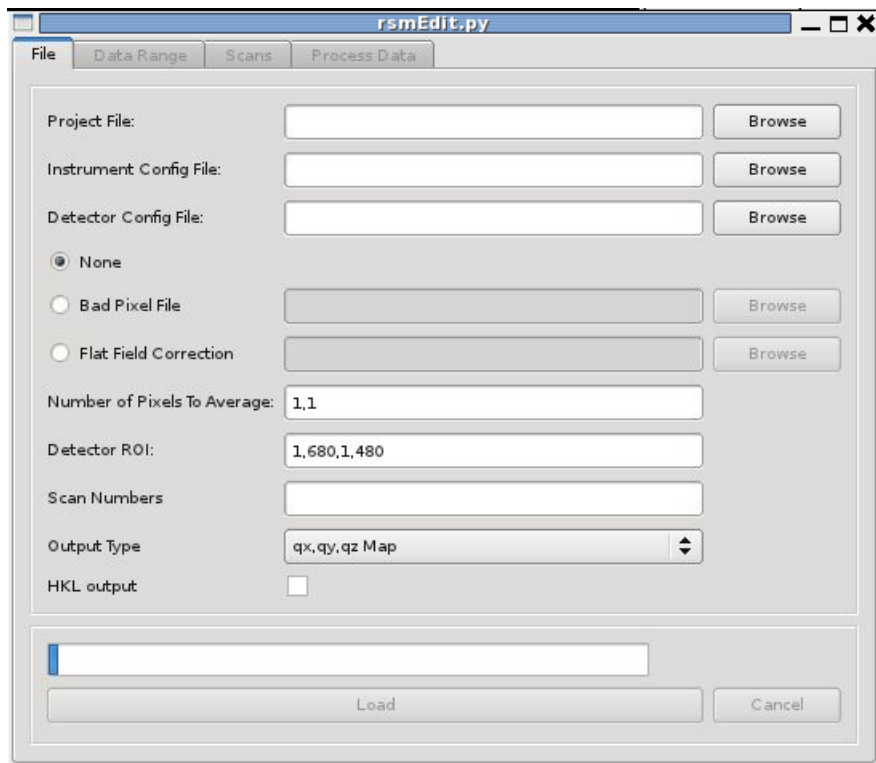 rsmEdit.py
File Data Range Scans Process Data
Project File: Browse
Instrument Config File: Browse
Detector Config File: Browse
None
Bad Pixel File Browse
Flat Field Correction Browse
Number of Pixels To Average: 1,1
Detector ROI: 1,680,1,480
Scan Numbers
Output Type qx,qy,qz Map
HKL output
Load Cancel